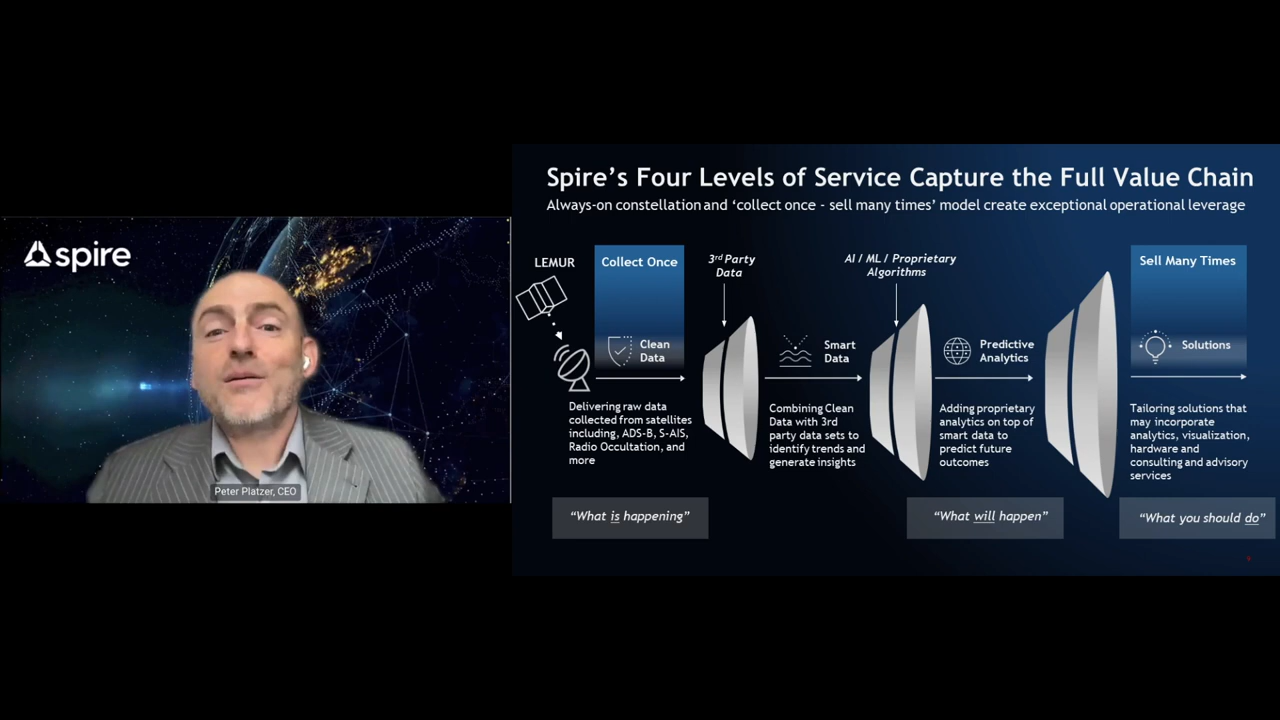 spire
Peter Platzer, CEO
Spire's Four Levels of Service Capture the Full Value Chain
Always-on constellation and 'collect once - sell many times' model create exceptional operational leverage
LEMUR
Collect Once
Clean
Data
Delivering raw data
collected from satellites
including, ADS-B, S-AIS,
Radio Occultation, and
more
"What is happening"
3rd Party
Data
Smart
Data
Combining Clean
Data with 3rd
party data sets to
identify trends and
generate insights
AI / ML / Proprietary
Algorithms
Predictive
Analytics
Adding proprietary
analytics on top of
smart data to
predict future
outcomes
"What will happen"
Sell Many Times
Solutions
Tailoring solutions that
may incorporate
analytics, visualization,
hardware and
consulting and advisory
services
"What you should do"